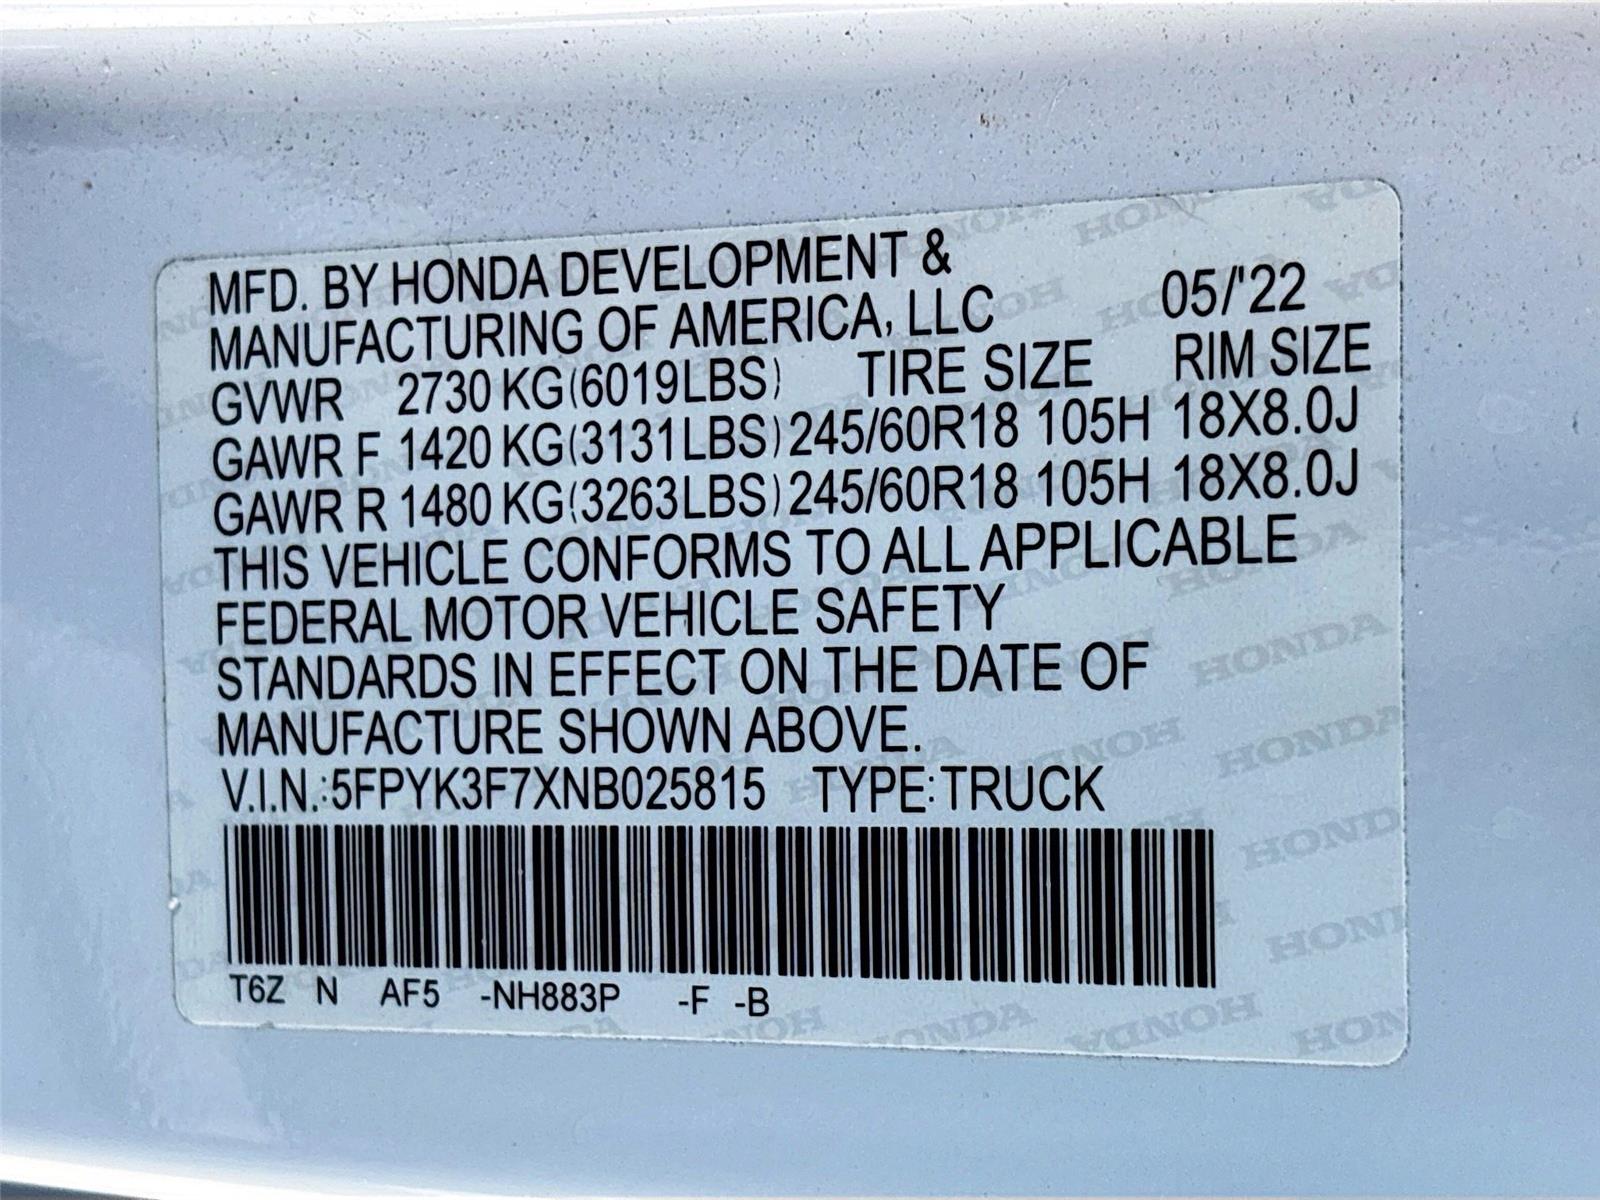 MFD. BY HONDA DEVELOPMENT &
MANUFACTURING OF AMERICA, LLC 05/'22
GVWR 2730 KG(6019LBS) TIRE SIZE RIM SIZE
GAWR F 1420 KG(3131LBS) 245/60R18 105H 18X8.0J
GAWR R 1480 KG(3263LBS) 245/60R18 105H 18X8.0J
THIS VEHICLE CONFORMS TO ALL APPLICABLE
FEDERAL MOTOR VEHICLE SAFETY
STANDARDS IN EFFECT ON THE DATE OF
MANUFACTURE SHOWN ABOVE.
V.I.N.:5FPYK3F7XNB025815 TYPE:TRUCK
T6Z N AF5 -NH883P -F -B